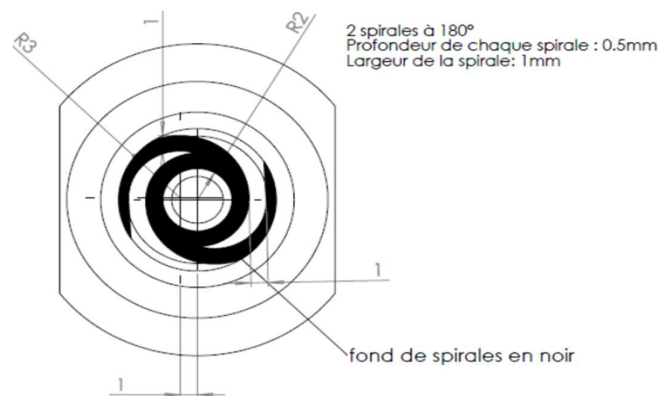 R3
1
R2
2 spirales à 180°
Profondeur de chaque spirale : 0.5mm
Largeur de la spirale: 1mm
1
fond de spirales en noir
1